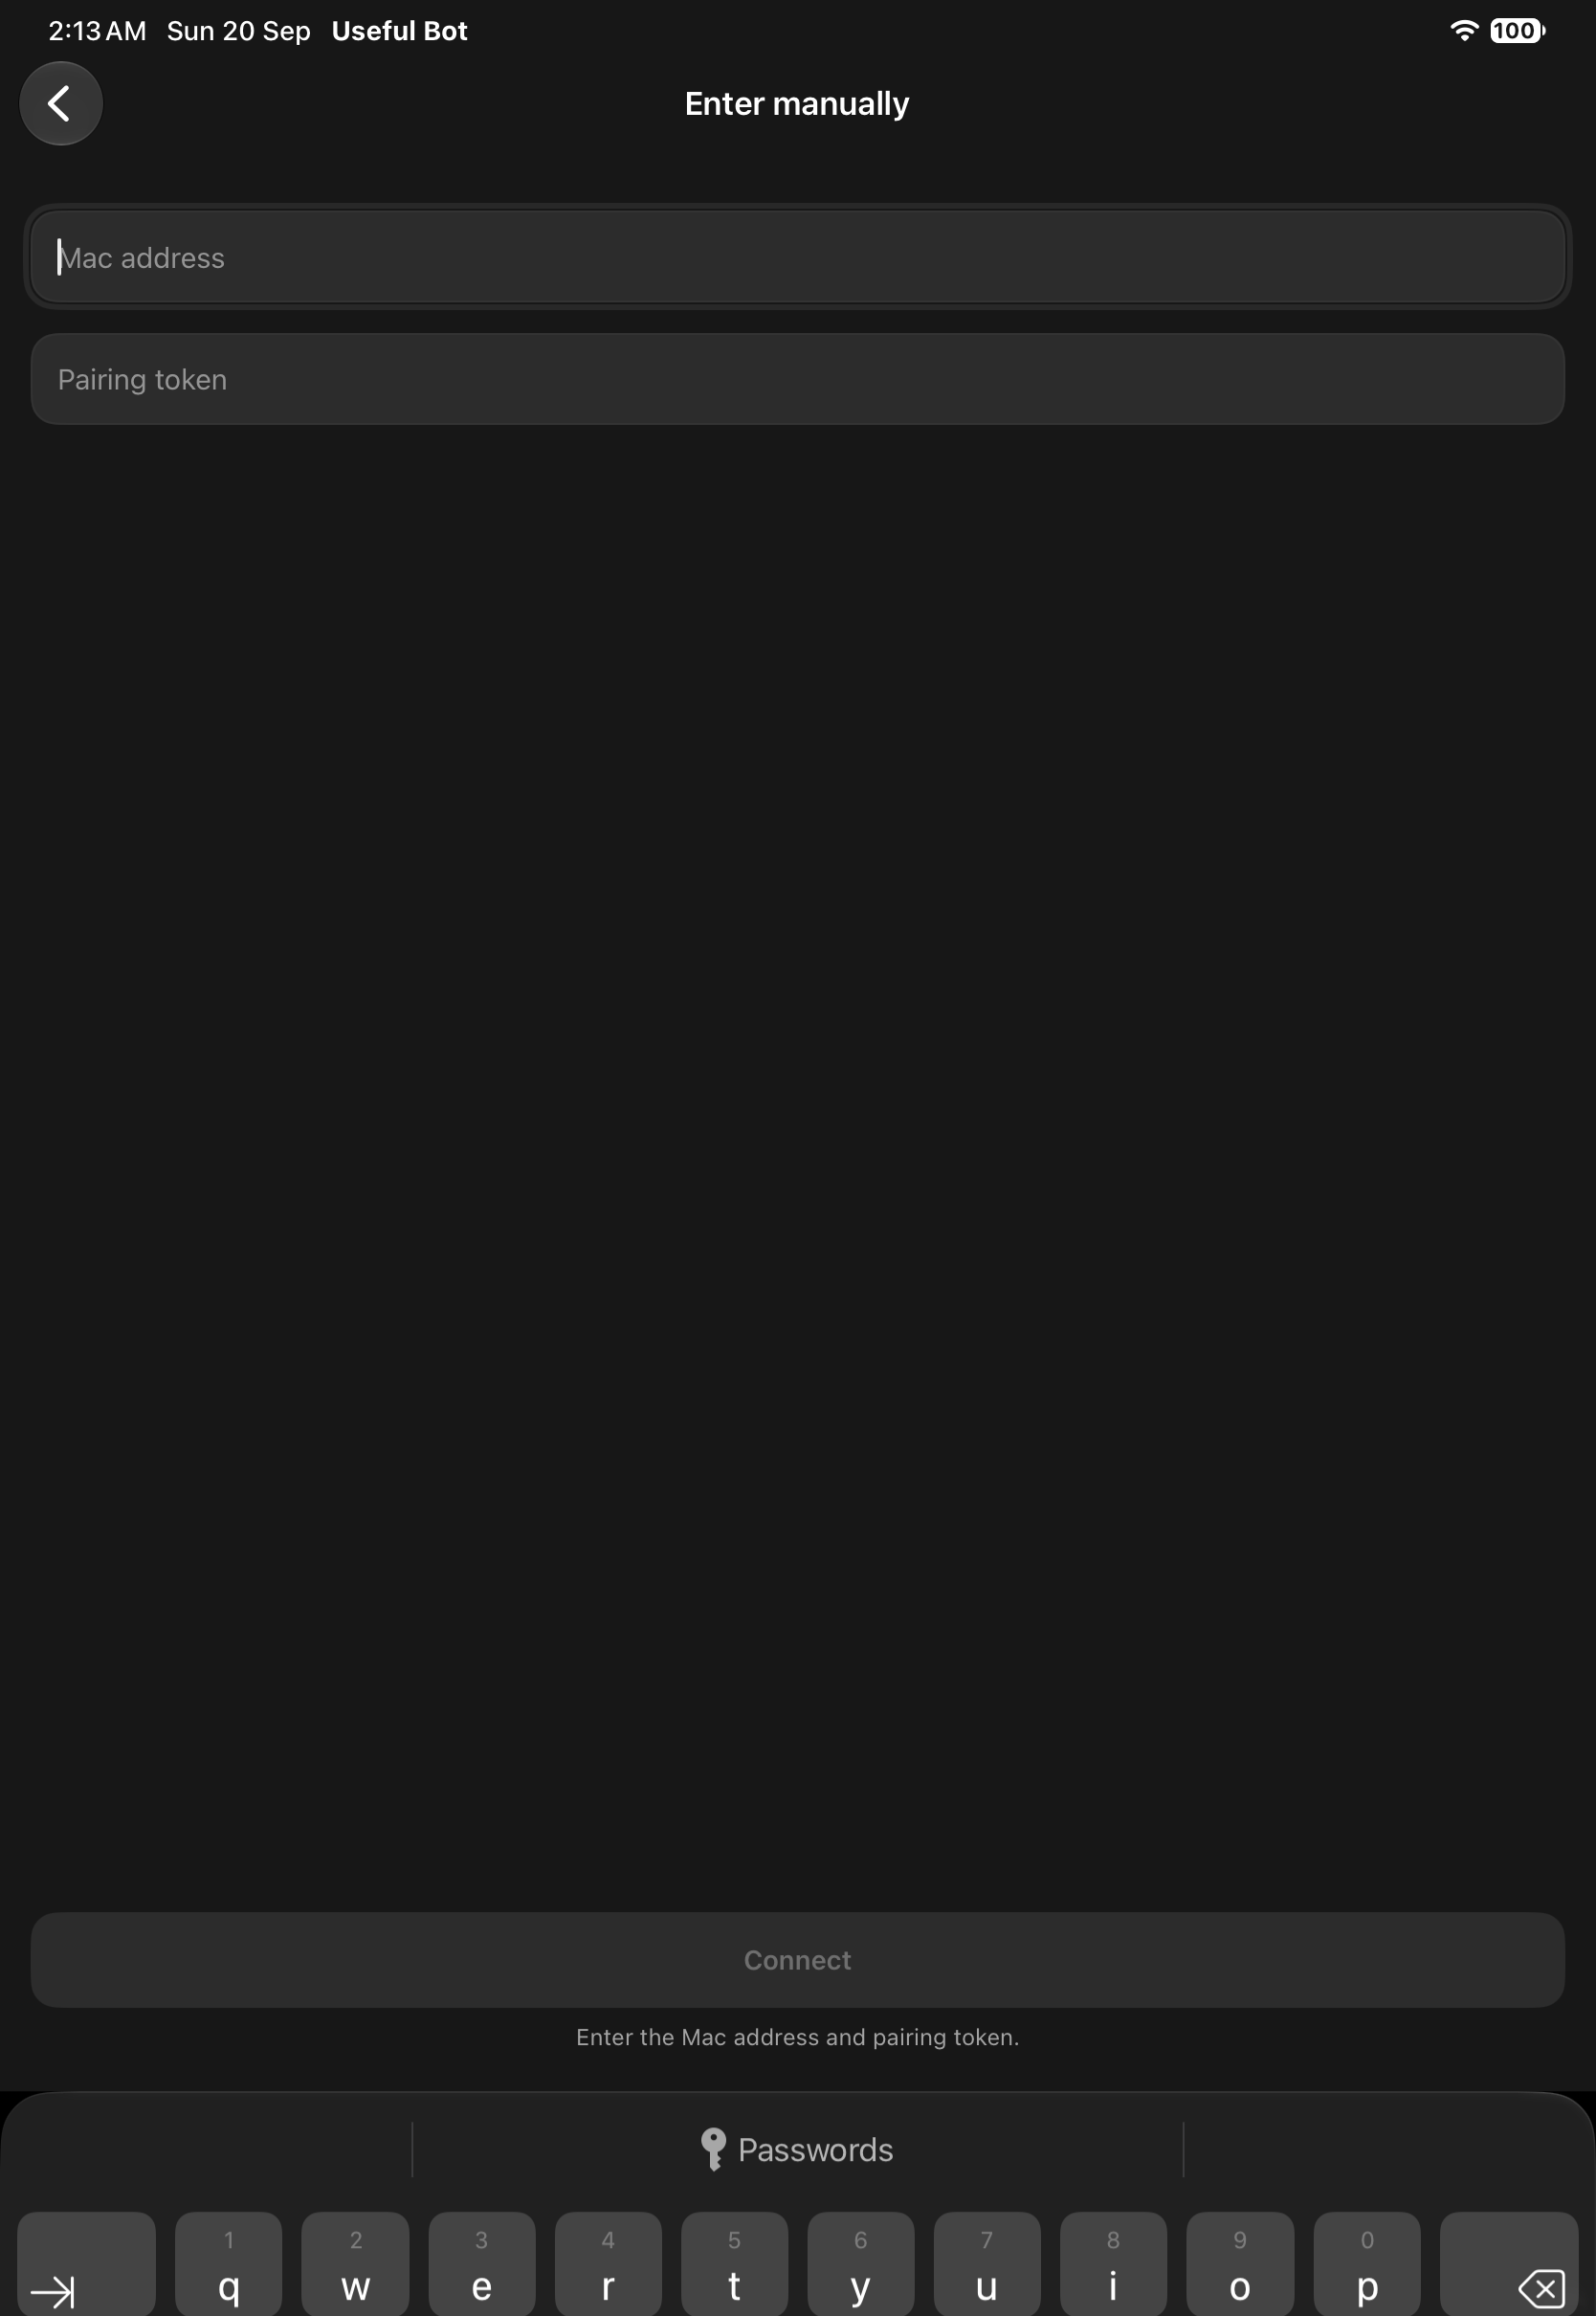 2:13 AM Sun 20 Sep Useful Bot 100
Enter manually
Mac address
Pairing token
Connect
Enter the Mac address and pairing token.
Passwords
1 2 3 4 5 6 7 8 9 0
q w e r t y u i o p